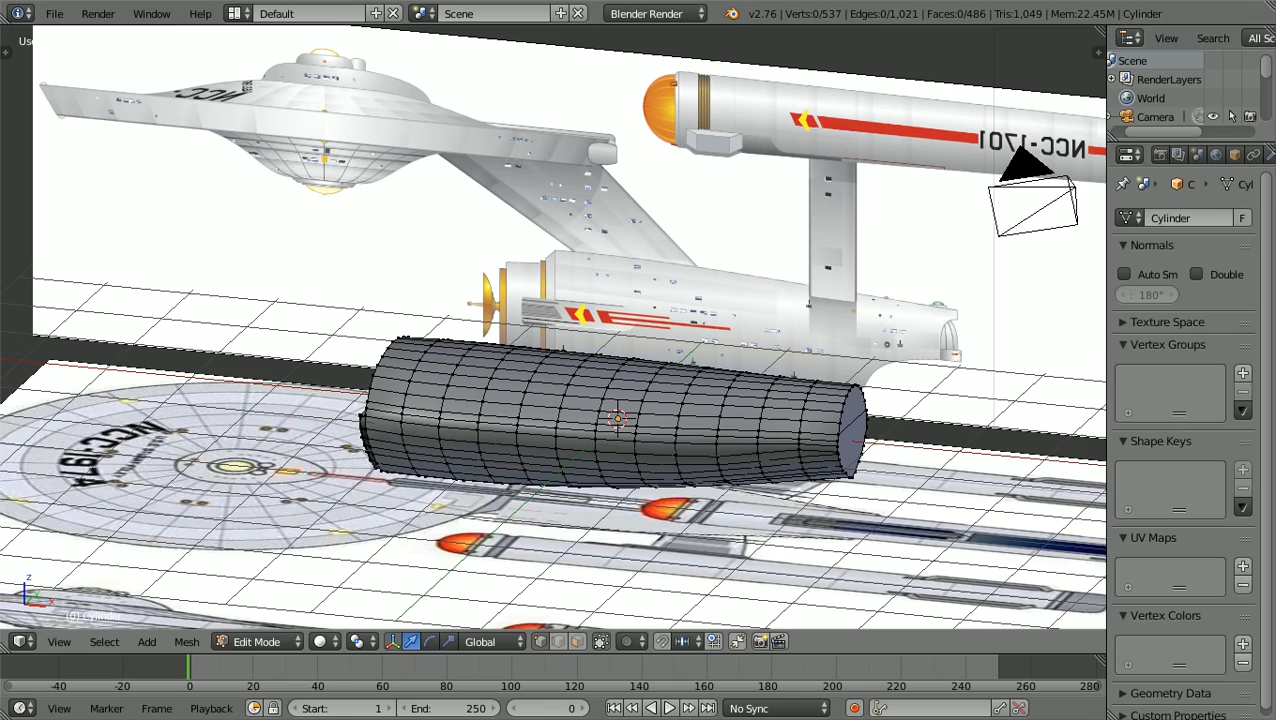 File Render Window Help Default Scene Blender Render v2.76 | Verts:0/537 | Edges:0/1,021 | Faces:0/486 | Tris:1,049 | Mem:22.45M | Cylinder
Us
View Search All Sc
Scene
RenderLayers
World
Camera
NCC-1701
C Cyl
Cylinder F
Normals
Auto Sm Double
: 180°
Texture Space
Vertex Groups
Shape Keys
UV Maps
Vertex Colors
Geometry Data
Custom Properties
z
x
(0) Cylinder
View Select Add Mesh Edit Mode Global
-40 -20 0 20 40 60 80 100 120 140 160 180 200 220 240 260 280
View Marker Frame Playback Start: 1 End: 250 0 No Sync